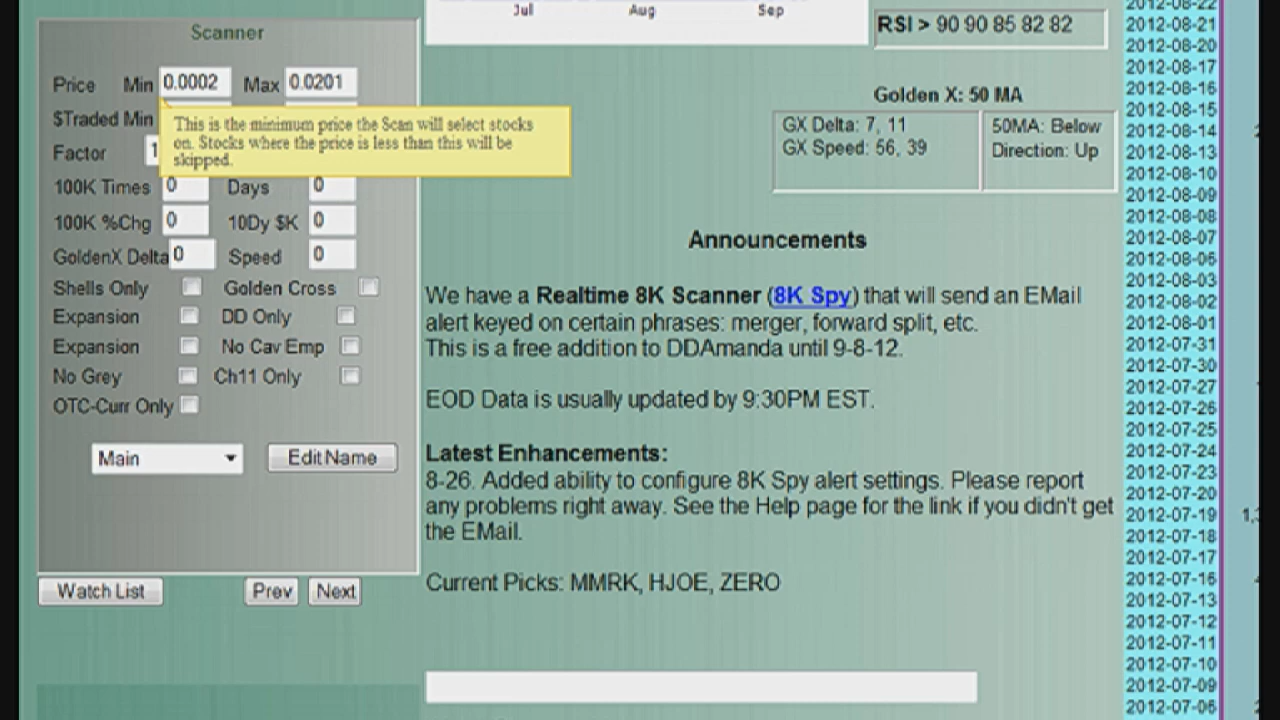 Scanner
Price Min 0.0002 Max 0.0201
$Traded Min
This is the minimum price the Scan will select stocks
on. Stocks where the price is less than this will be
skipped.
Factor 1
100K Times 0 Days 0
100K %Chg 0 10Dy $K 0
GoldenX Delta 0 Speed 0
Shells Only Golden Cross
Expansion DD Only
Expansion No Cav Emp
No Grey Ch11 Only
OTC-Curr Only
Main Edit Name
Watch List Prev Next
Jul Aug Sep
RSI > 90 90 85 82 82
Golden X: 50 MA
GX Delta: 7, 11
GX Speed: 56, 39
50MA: Below
Direction: Up
Announcements
We have a Realtime 8K Scanner (8K Spy) that will send an EMail
alert keyed on certain phrases: merger, forward split, etc.
This is a free addition to DDAmanda until 9-8-12.
EOD Data is usually updated by 9:30PM EST.
Latest Enhancements:
8-26. Added ability to configure 8K Spy alert settings. Please report
any problems right away. See the Help page for the link if you didn't get
the EMail.
Current Picks: MMRK, HJOE, ZERO
2012-08-22
2012-08-21
2012-08-20
2012-08-17
2012-08-16
2012-08-15
2012-08-14
2012-08-13
2012-08-10
2012-08-09
2012-08-08
2012-08-07
2012-08-06
2012-08-03
2012-08-02
2012-08-01
2012-07-31
2012-07-30
2012-07-27
2012-07-26
2012-07-25
2012-07-24
2012-07-23
2012-07-20
2012-07-19
2012-07-18
2012-07-17
2012-07-16
2012-07-13
2012-07-12
2012-07-11
2012-07-10
2012-07-09
2012-07-06